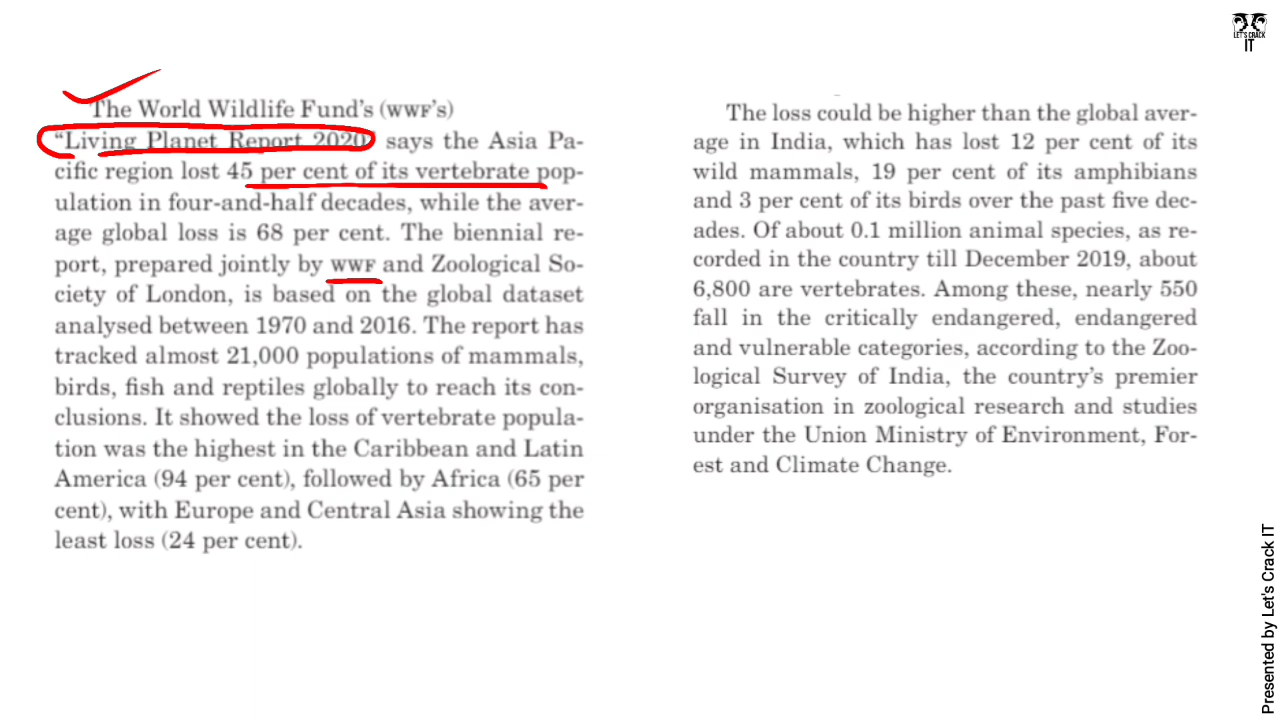 The World Wildlife Fund's (WWF's)
"Living Planet Report 2020" says the Asia Pa-
cific region lost 45 per cent of its vertebrate pop-
ulation in four-and-half decades, while the aver-
age global loss is 68 per cent. The biennial re-
port, prepared jointly by WWF and Zoological So-
ciety of London, is based on the global dataset
analysed between 1970 and 2016. The report has
tracked almost 21,000 populations of mammals,
birds, fish and reptiles globally to reach its con-
clusions. It showed the loss of vertebrate popula-
tion was the highest in the Caribbean and Latin
America (94 per cent), followed by Africa (65 per
cent), with Europe and Central Asia showing the
least loss (24 per cent).
The loss could be higher than the global aver-
age in India, which has lost 12 per cent of its
wild mammals, 19 per cent of its amphibians
and 3 per cent of its birds over the past five dec-
ades. Of about 0.1 million animal species, as re-
corded in the country till December 2019, about
6,800 are vertebrates. Among these, nearly 550
fall in the critically endangered, endangered
and vulnerable categories, according to the Zoo-
logical Survey of India, the country's premier
organisation in zoological research and studies
under the Union Ministry of Environment, For-
est and Climate Change.
LET'S CRACK
IT
Presented by Let's Crack IT